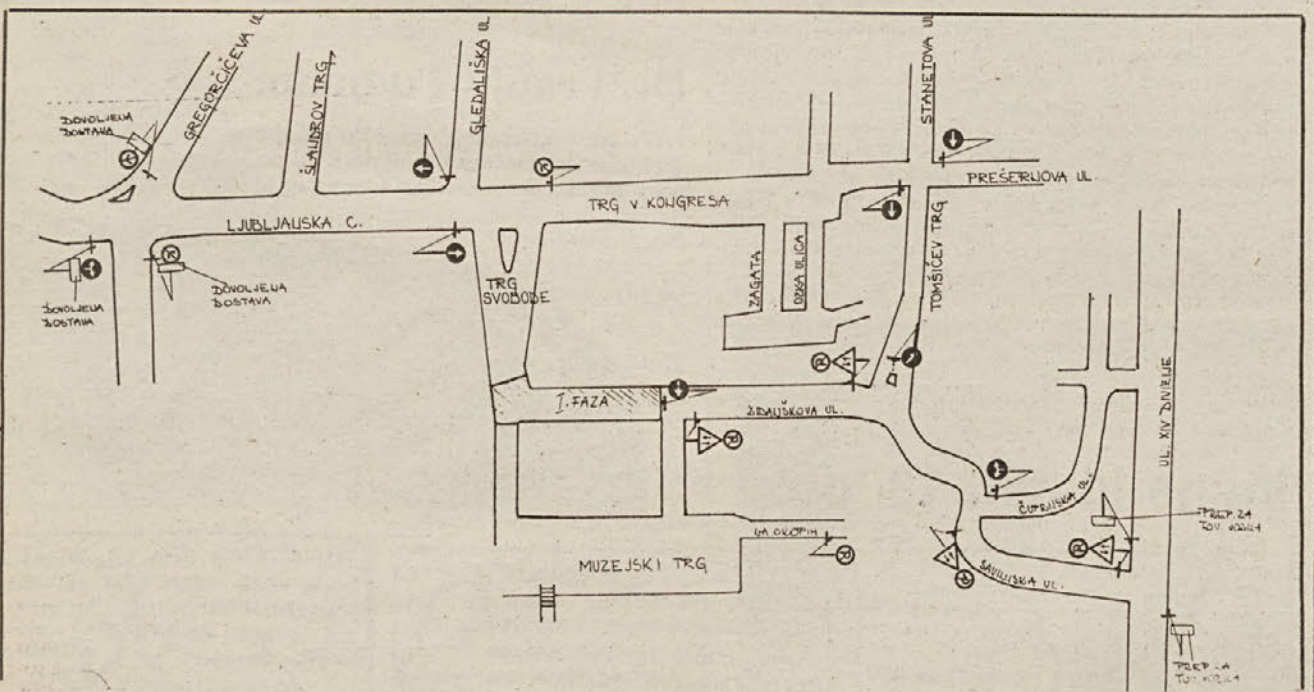 GREGORČIČEVA UL.
ŠLANDROV TRG
GLEDALIŠKA UL.
STANETOVA UL
DOVOLJENA
DOSTAVA
PREŠERNOVA UL.
TRG V KONGRESA
LJUBLJANSKA C.
DOVOLJENA
DOSTAVA
DOVOLJENA
DOSTAVA
TRG
SVOBODE
ZAGATA
OZKA ULICA
TOMŠIČEV TRG
I. FAZA
ŽIDANŠKOVA UL.
UL. XIV DIVIZIJE
ČUPRIJSKA UL.
PREP. ZA
TOV. VOZILA
NA OKOPIH
MUZEJSKI TRG
SAVINJSKA UL.
PREP. ZA
TOV. VOZILA